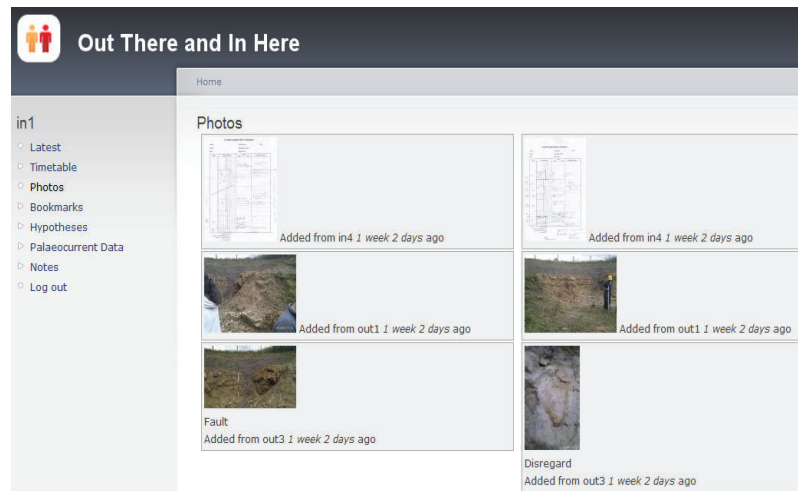 Out There and In Here
Home
in1
Latest
Timetable
Photos
Bookmarks
Hypotheses
Palaeocurrent Data
Notes
Log out
Photos
Added from in4 1 week 2 days ago
Added from in4 1 week 2 days ago
Added from out1 1 week 2 days ago
Added from out1 1 week 2 days ago
Fault
Added from out3 1 week 2 days ago
Disregard
Added from out3 1 week 2 days ago